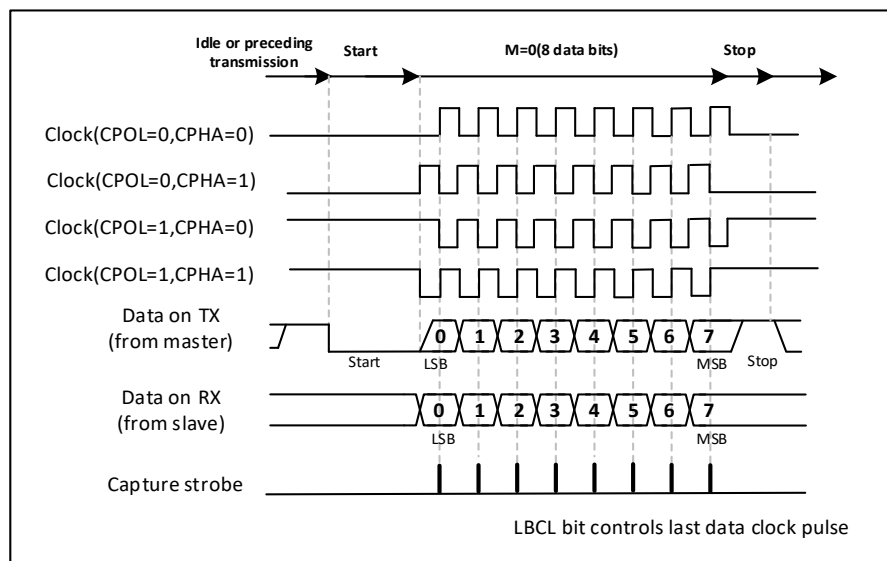 Idle or preceding
transmission
Start
M=0(8 data bits)
Stop
Clock(CPOL=0,CPHA=0)
Clock(CPOL=0,CPHA=1)
Clock(CPOL=1,CPHA=0)
Clock(CPOL=1,CPHA=1)
Data on TX
(from master)
0 1 2 3 4 5 6 7
Start
LSB
MSB
Stop
Data on RX
(from slave)
0 1 2 3 4 5 6 7
LSB
MSB
Capture strobe
LBCL bit controls last data clock pulse